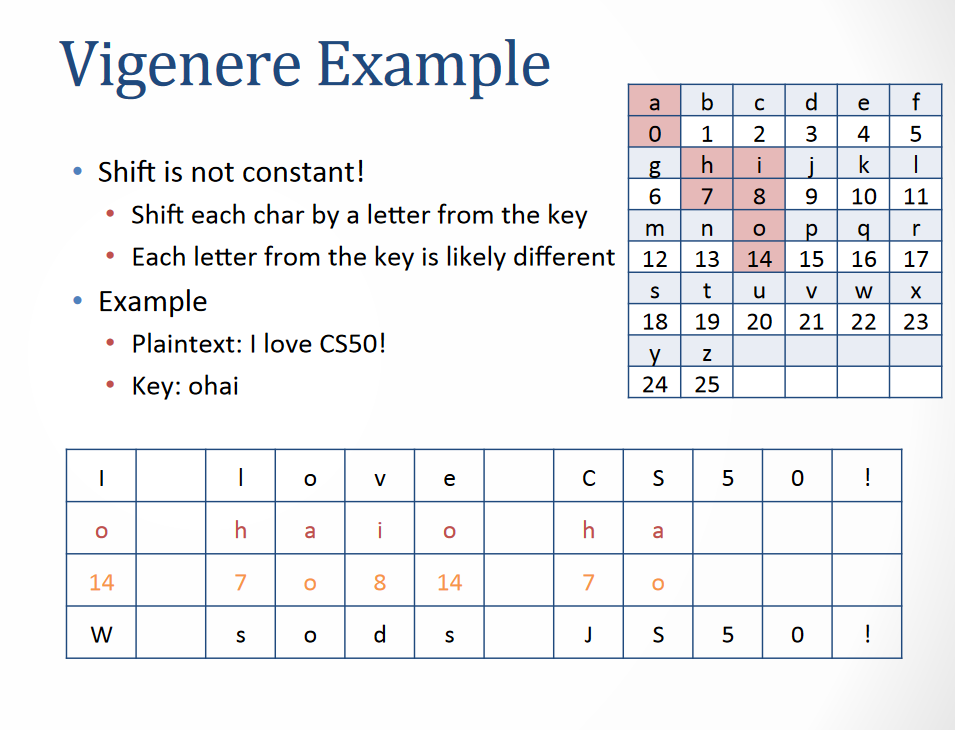 Vigenere Example
• Shift is not constant!
• Shift each char by a letter from the key
• Each letter from the key is likely different
• Example
• Plaintext: I love CS50!
• Key: ohai
a b c d e f
0 1 2 3 4 5
g h i j k l
6 7 8 9 10 11
m n o p q r
12 13 14 15 16 17
s t u v w x
18 19 20 21 22 23
y z
24 25
I l o v e C S 5 0 !
o h a i o h a
14 7 o 8 14 7 o
W s o d s J S 5 0 !